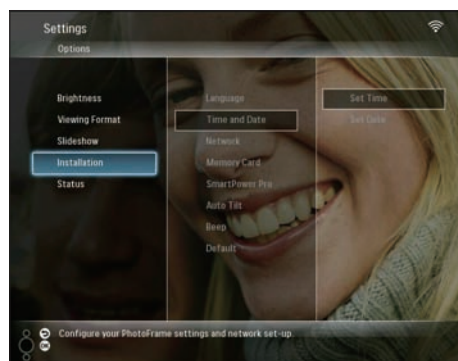 Settings
Options
Brightness
Viewing Format
Slideshow
Installation
Status
Language
Time and Date
Network
Memory Card
SmartPower Pro
Auto Tilt
Beep
Default
Set Time
Set Date
Configure your PhotoFrame settings and network set-up.
OK